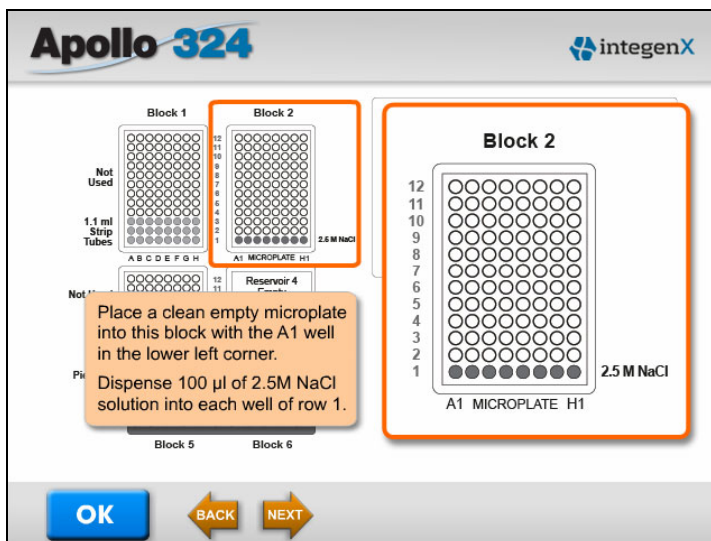 Apollo 324
integenX
Block 1
Block 2
12
11
10
9
8
7
6
5
4
3
2
1
Not
Used
1.1 ml
Strip
Tubes
2.5 M NaCl
A B C D E F G H
A1 MICROPLATE H1
12
11
Reservoir 4
Place a clean empty microplate
into this block with the A1 well
in the lower left corner.
Dispense 100 µl of 2.5M NaCl
solution into each well of row 1.
Block 5
Block 6
Block 2
12
11
10
9
8
7
6
5
4
3
2
1
2.5 M NaCl
A1 MICROPLATE H1
OK
BACK
NEXT